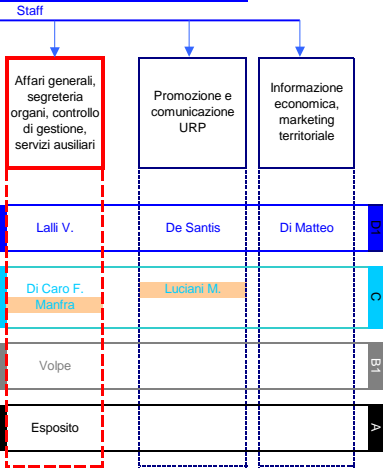 Staff
Affari generali,
segreteria
organi, controllo
di gestione,
servizi ausiliari
Promozione e
comunicazione
URP
Informazione
economica,
marketing
territoriale
Lalli V.
De Santis
Di Matteo
D1
Di Caro F.
Manfra
Luciani M.
C
Volpe
B1
Esposito
A